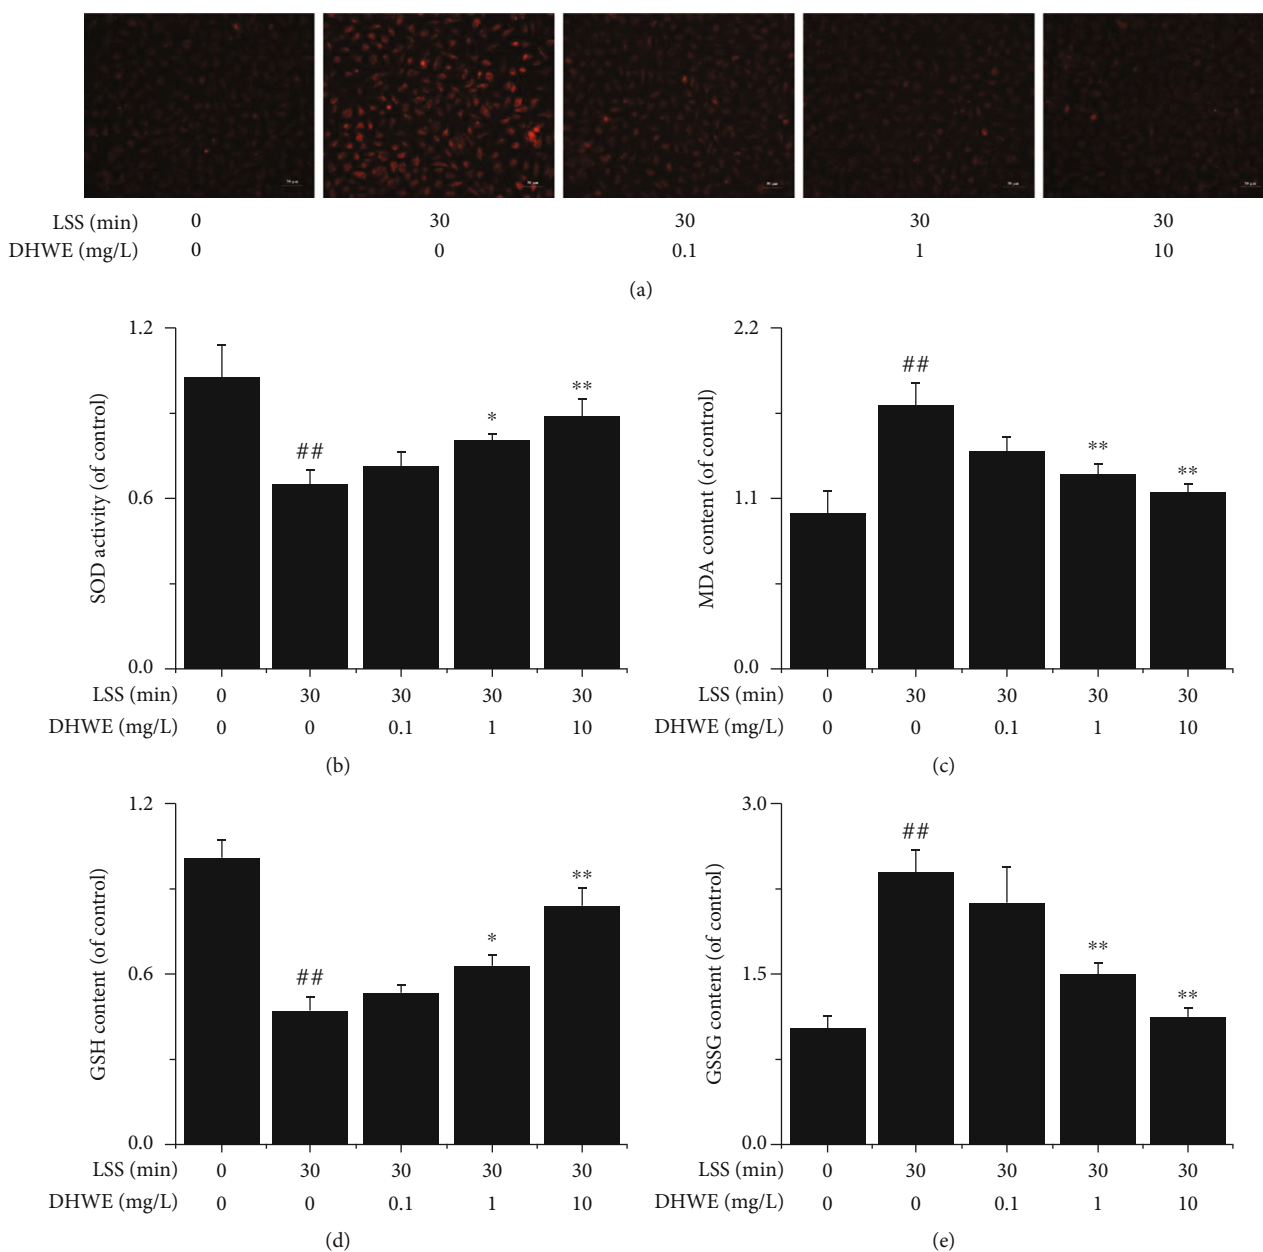 LSS (min) 0 30 30 30 30
DHWE (mg/L) 0 0 0.1 1 10
(a)
1.2
0.6
0.0
SOD activity (of control)
##
*
**
LSS (min) 0 30 30 30 30
DHWE (mg/L) 0 0 0.1 1 10
(b)
2.2
1.1
0.0
MDA content (of control)
##
**
**
LSS (min) 0 30 30 30 30
DHWE (mg/L) 0 0 0.1 1 10
(c)
1.2
0.6
0.0
GSH content (of control)
##
*
**
LSS (min) 0 30 30 30 30
DHWE (mg/L) 0 0 0.1 1 10
(d)
3.0
1.5
0.0
GSSG content (of control)
##
**
**
LSS (min) 0 30 30 30 30
DHWE (mg/L) 0 0 0.1 1 10
(e)